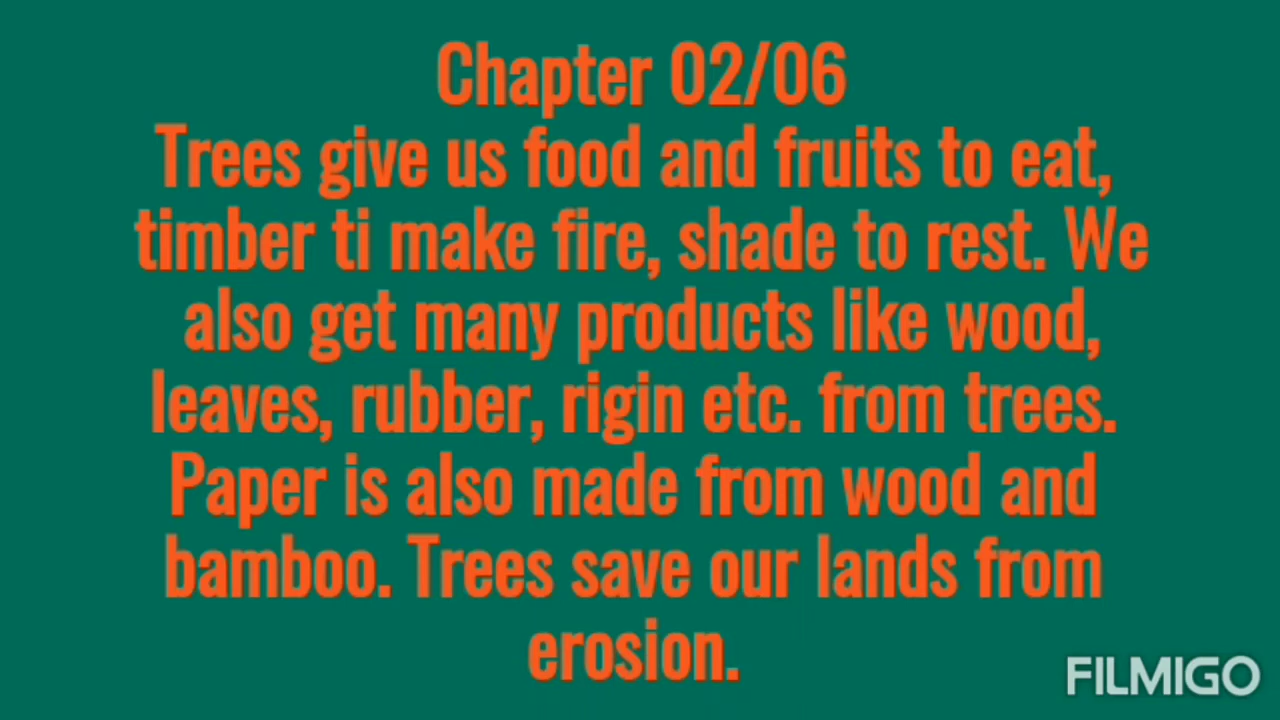 Chapter 02/06
Trees give us food and fruits to eat,
timber ti make fire, shade to rest. We
also get many products like wood,
leaves, rubber, rigin etc. from trees.
Paper is also made from wood and
bamboo. Trees save our lands from
erosion.
FILMIGO